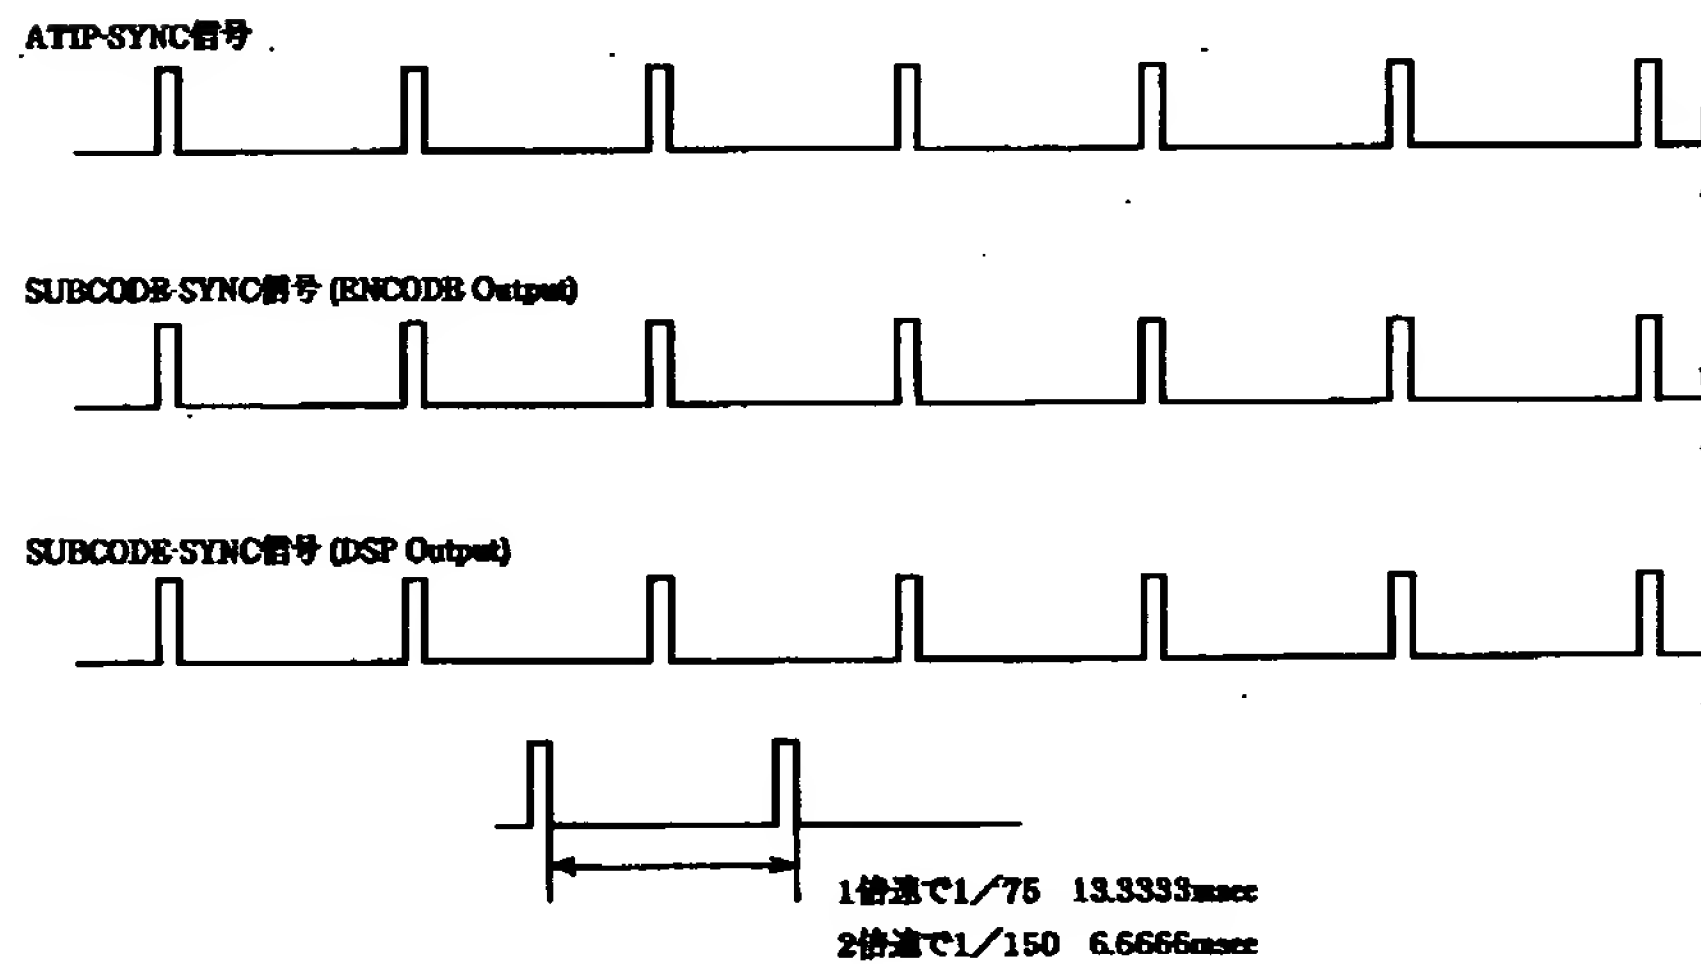 ATIP-SYNC信号
SUBCODE-SYNC信号 (ENCODE Output)
SUBCODE-SYNC信号 (DSP Output)
1倍速で1/75 13.3333msec
2倍速で1/150 6.6666msec